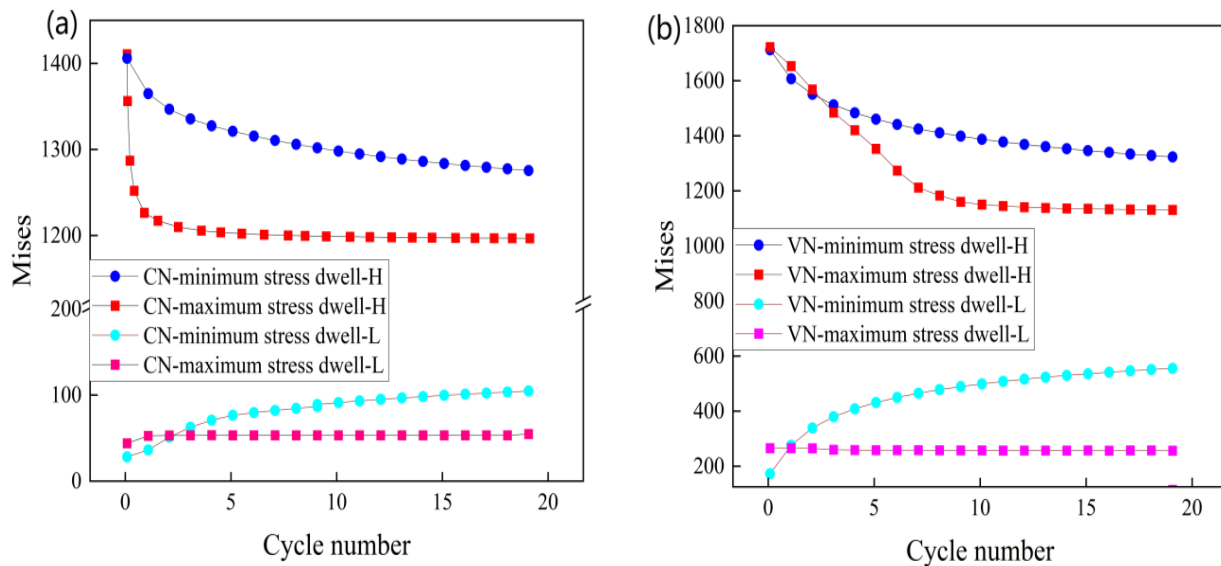 (a)
1400
1300
1200
200
100
0
Mises
CN-minimum stress dwell-H
CN-maximum stress dwell-H
CN-minimum stress dwell-L
CN-maximum stress dwell-L
0 5 10 15 20
Cycle number
(b)
1800
1600
1400
1200
1000
800
600
400
200
Mises
VN-minimum stress dwell-H
VN-maximum stress dwell-H
VN-minimum stress dwell-L
VN-maximum stress dwell-L
0 5 10 15 20
Cycle number